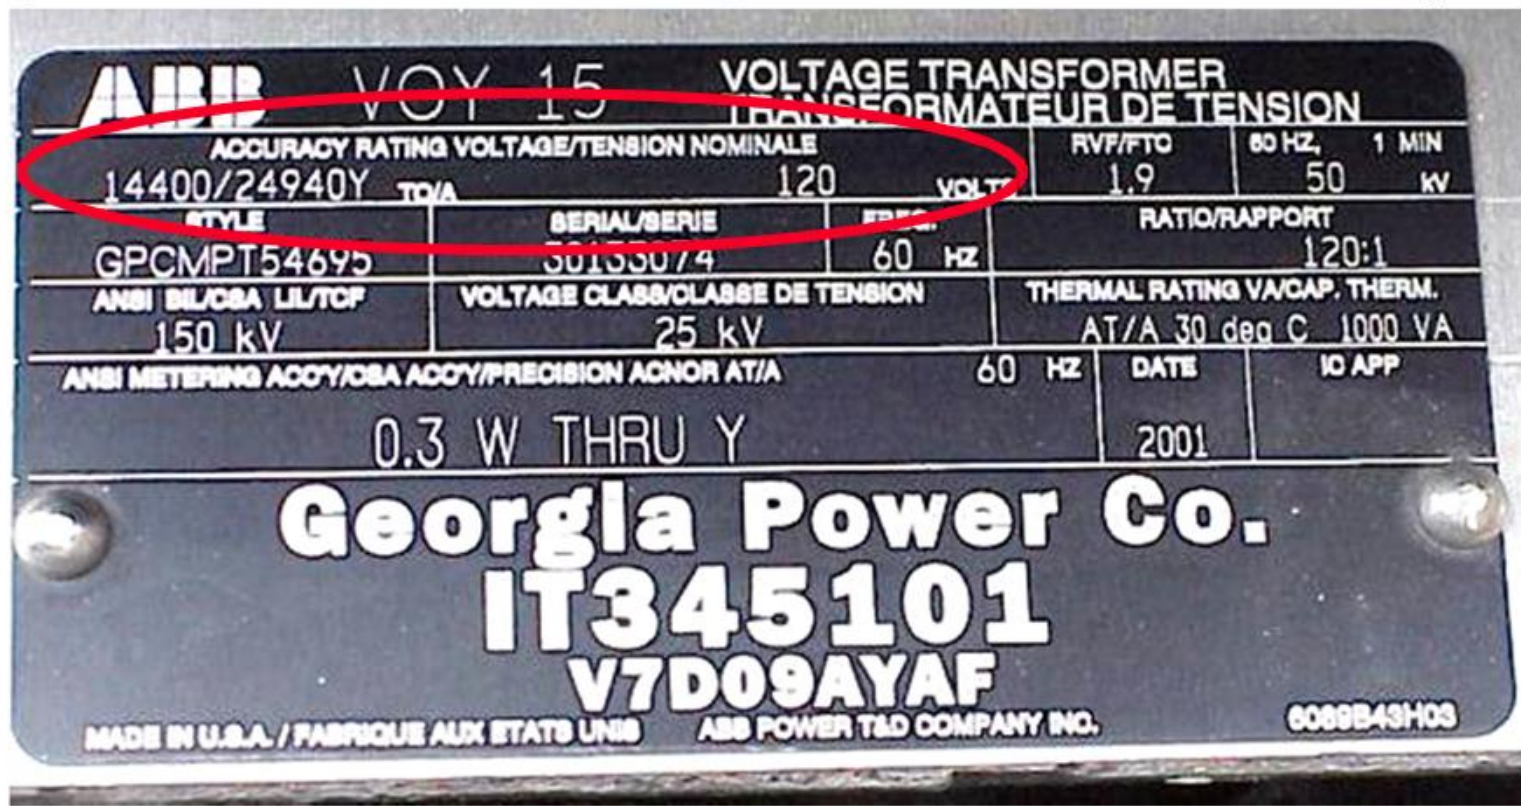 ABB VOY 15 VOLTAGE TRANSFORMER
TRANSFORMATEUR DE TENSION
ACCURACY RATING VOLTAGE/TENSION NOMINALE RVF/FTO 60 HZ, 1 MIN
14400/24940Y TO/A 120 VOLTS 1.9 50 kV
STYLE SERIAL/SERIE FREQ. RATIO/RAPPORT
GPCMPT54695 30133074 60 HZ 120:1
ANSI BIL/CSA LIL/TCF VOLTAGE CLASS/CLASSE DE TENSION THERMAL RATING VA/CAP. THERM.
150 kV 25 kV AT/A 30 deg C 1000 VA
ANSI METERING ACC'Y/CSA ACC'Y/PRECISION ACNOR AT/A 60 HZ DATE IC APP
0.3 W THRU Y 2001
Georgia Power Co.
IT345101
V7D09AYAF
MADE IN U.S.A. / FABRIQUE AUX ETATS UNIS ABB POWER T&D COMPANY INC. 6089B43H03